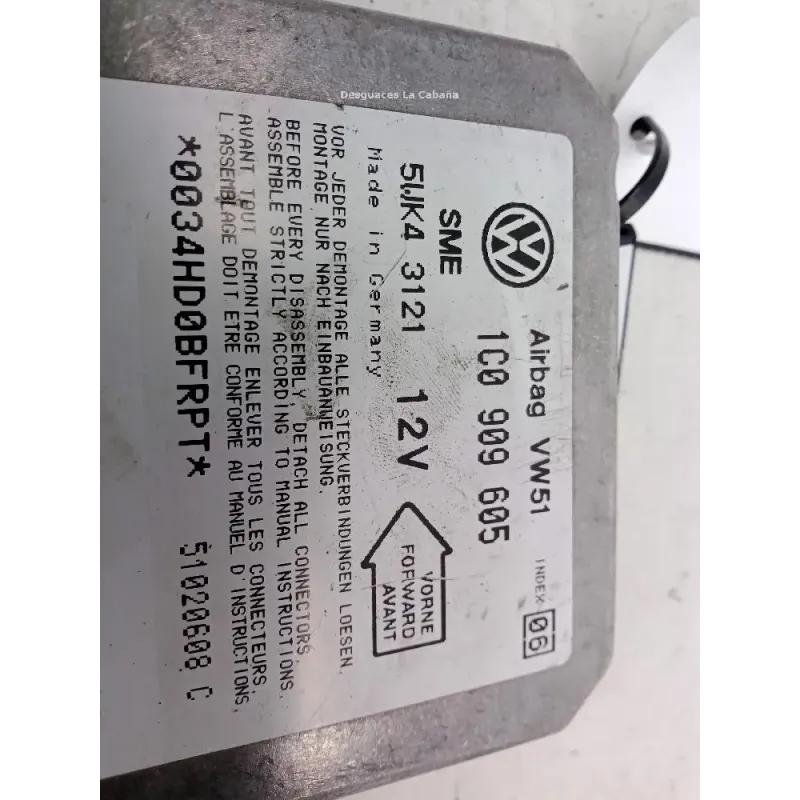 Desguaces La Cabaña
Airbag VW51 INDEX 06
1C0 909 605
SME
5WK4 3121 12V
Made in Germany
VORNE
FORWARD
AVANT
VOR JEDER DEMONTAGE ALLE STECKVERBINDUNGEN LOESEN.
MONTAGE NUR NACH EINBAUANWEISUNG.
BEFORE EVERY DISASSEMBLY, DETACH ALL CONNECTORS.
ASSEMBLE STRICTLY ACCORDING TO MANUAL INSTRUCTIONS.
AVANT TOUT DEMONTAGE ENLEVER TOUS LES CONNECTEURS,
L'ASSEMBLAGE DOIT ETRE CONFORME AU MANUEL D'INSTRUCTIONS.
*0034HD0BFRPT* 51020608 C